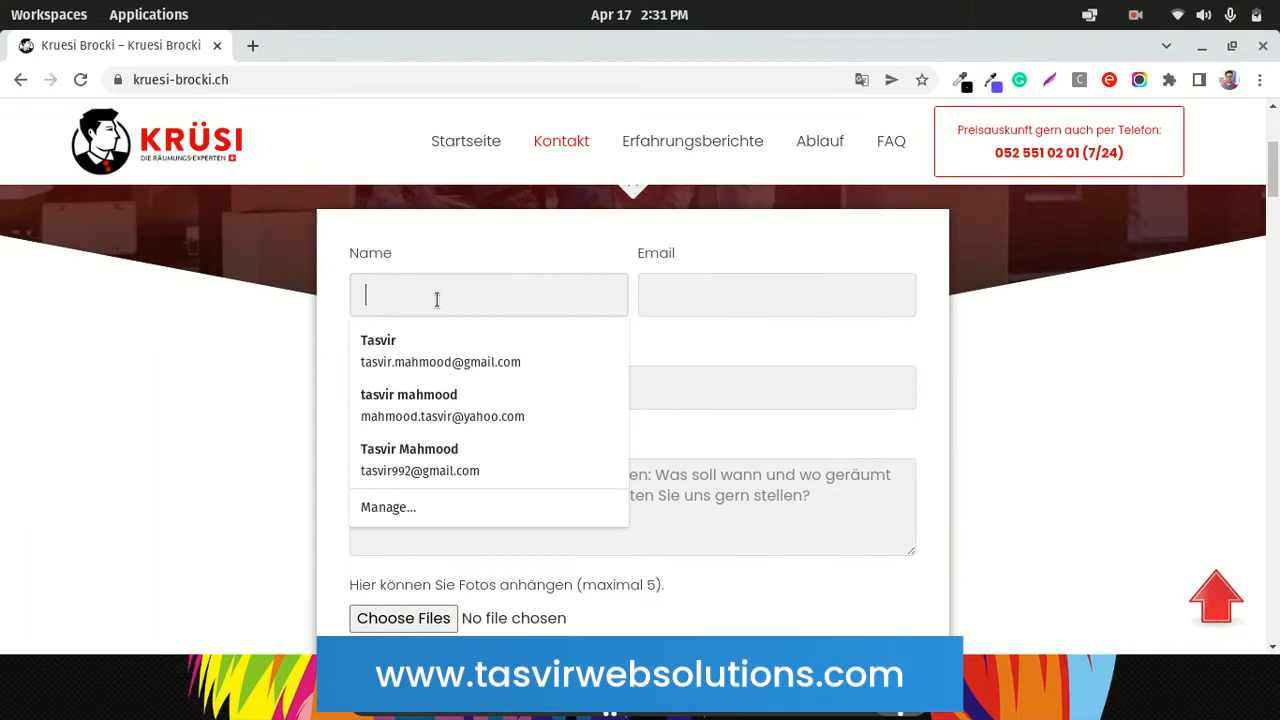 Workspaces Applications Apr 17 2:31 PM
Kruesi Brocki – Kruesi Brocki
kruesi-brocki.ch
KRÜSI
DIE RÄUMUNGS-EXPERTEN
Startseite Kontakt Erfahrungsberichte Ablauf FAQ
Preisauskunft gern auch per Telefon:
052 551 02 01 (7/24)
Name Email
Tasvir
tasvir.mahmood@gmail.com
tasvir mahmood
mahmood.tasvir@yahoo.com
Tasvir Mahmood
tasvir992@gmail.com
Manage...
en: Was soll wann und wo geräumt
ten Sie uns gern stellen?
Hier können Sie Fotos anhängen (maximal 5).
Choose Files No file chosen
www.tasvirwebsolutions.com